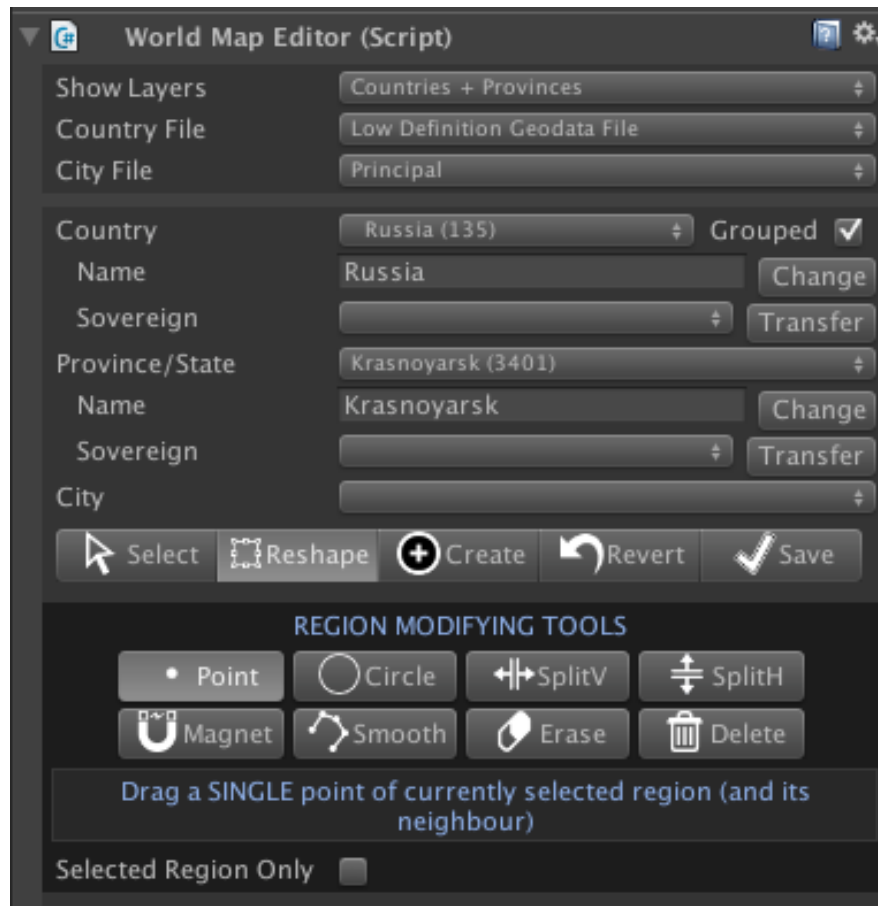 World Map Editor (Script)
Show Layers Countries + Provinces
Country File Low Definition Geodata File
City File Principal
Country Russia (135) Grouped
Name Russia Change
Sovereign Transfer
Province/State Krasnoyarsk (3401)
Name Krasnoyarsk Change
Sovereign Transfer
City
Select Reshape Create Revert Save
REGION MODIFYING TOOLS
Point Circle SplitV SplitH
Magnet Smooth Erase Delete
Drag a SINGLE point of currently selected region (and its
neighbour)
Selected Region Only